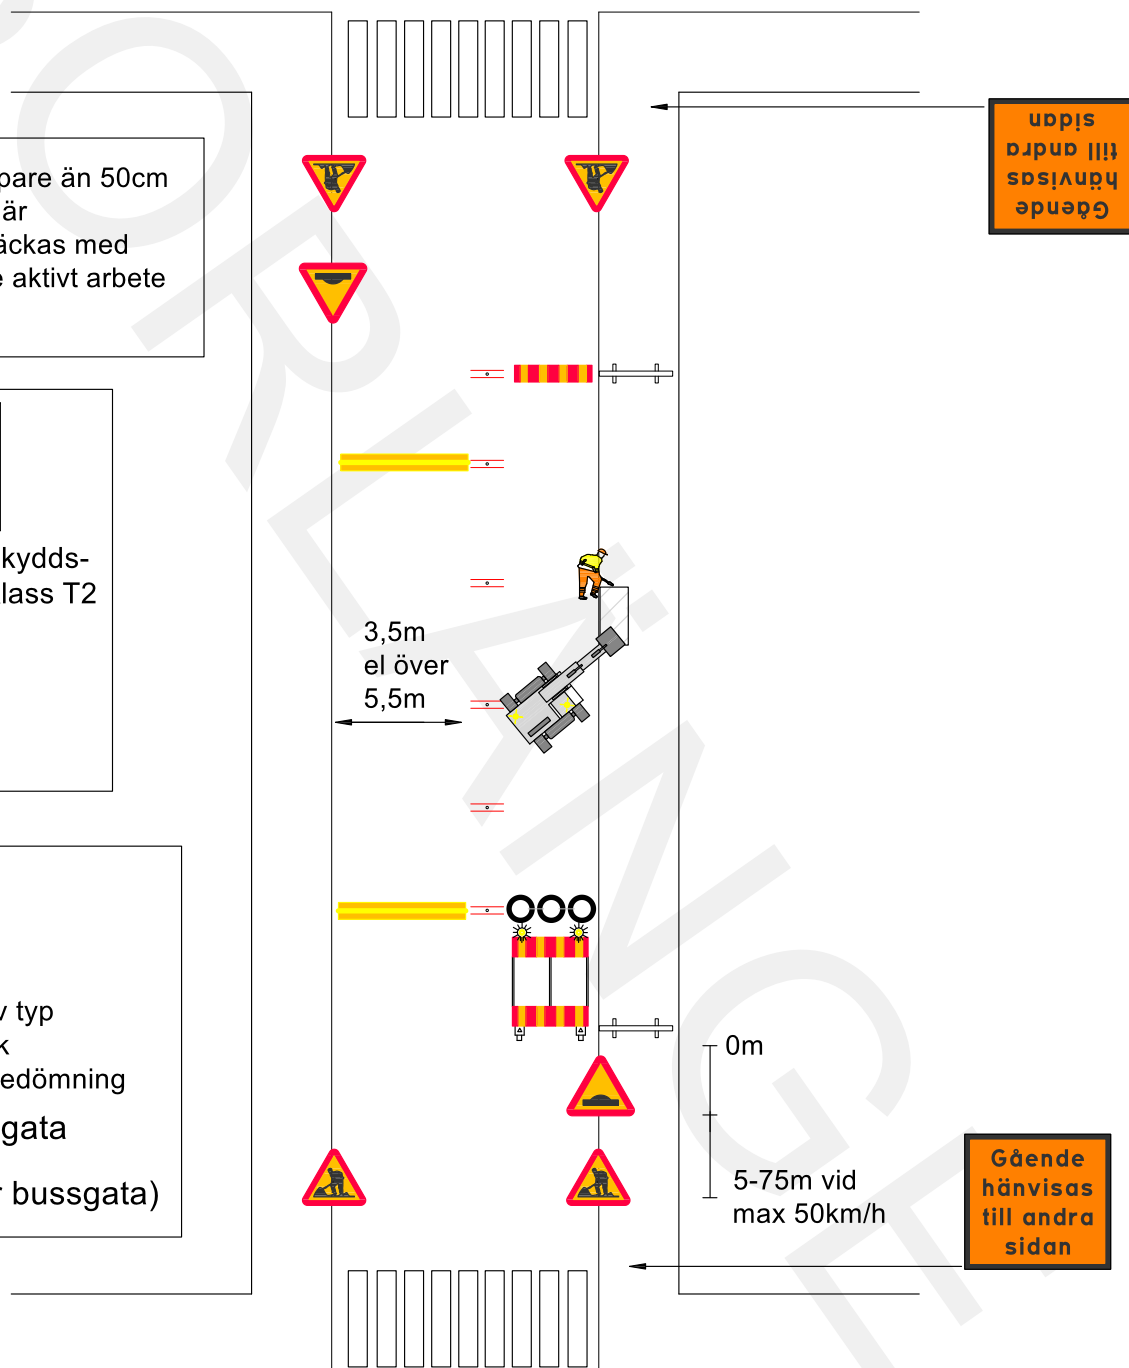 Gående
hänvisas
till andra
sidan
pare än 50cm
är
äckas med
aktivt arbete
kydds-
lass T2
3,5m
el över
5,5m
typ
edömning
gata
bussgata)
0m
5-75m vid
max 50km/h
Gående
hänvisas
till andra
sidan
BORLÄNGE